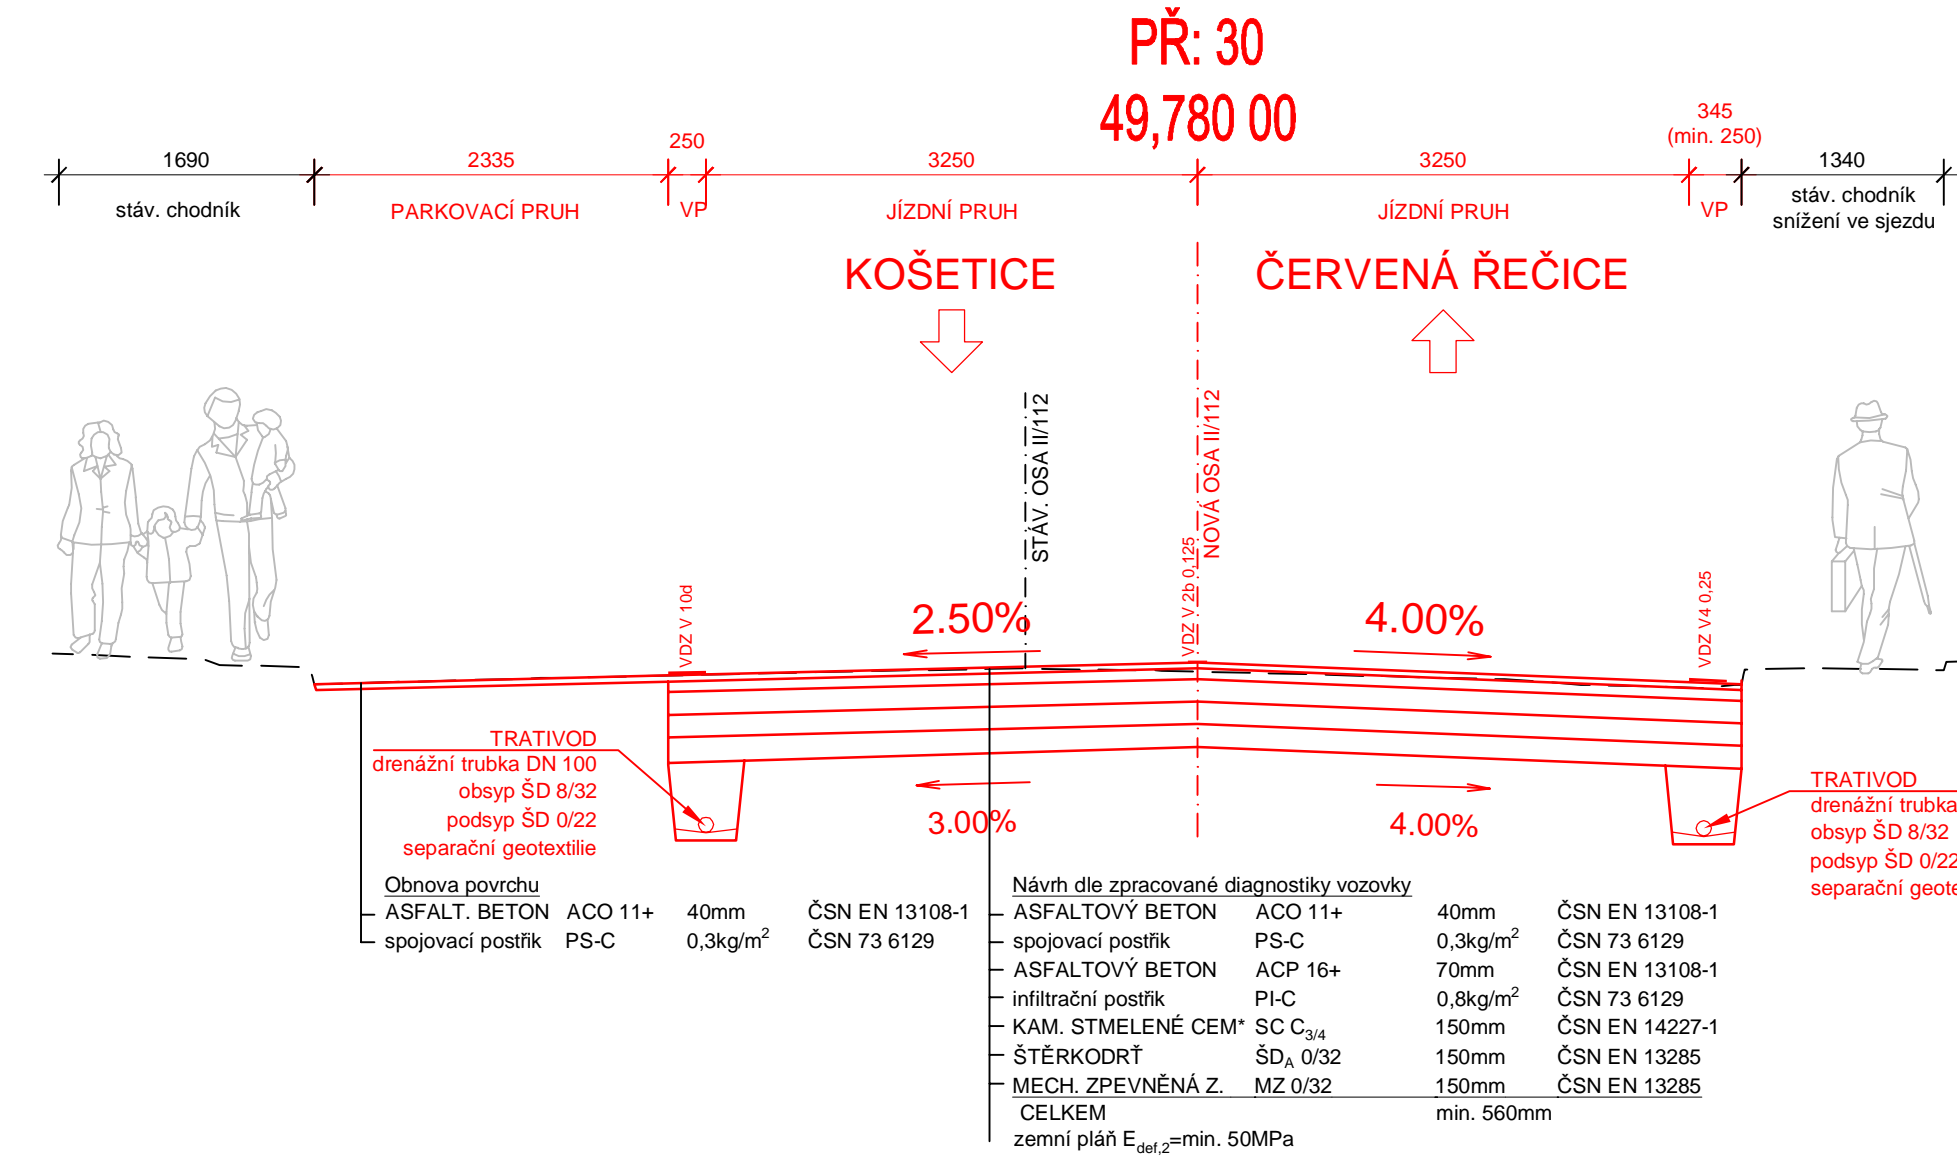 PŘ: 30
49,780 00
1690
2335
250
3250
3250
345
(min. 250)
1340
stáv. chodník
PARKOVACÍ PRUH
VP
JÍZDNÍ PRUH
JÍZDNÍ PRUH
VP
stáv. chodník
snížení ve sjezdu
KOŠETICE
ČERVENÁ ŘEČICE
STÁV. OSA II/112
NOVÁ OSA II/112
VDZ V 10d
VDZ V 2b 0,125
VDZ V4 0,25
2.50%
4.00%
3.00%
4.00%
TRATIVOD
drenážní trubka DN 100
obsyp ŠD 8/32
podsyp ŠD 0/22
separační geotextilie
TRATIVOD
drenážní trubka
obsyp ŠD 8/32
podsyp ŠD 0/22
separační geote
Obnova povrchu
ASFALT. BETON ACO 11+ 40mm ČSN EN 13108-1
spojovací postřik PS-C 0,3kg/m² ČSN 73 6129
Návrh dle zpracované diagnostiky vozovky
ASFALTOVÝ BETON ACO 11+ 40mm ČSN EN 13108-1
spojovací postřik PS-C 0,3kg/m² ČSN 73 6129
ASFALTOVÝ BETON ACP 16+ 70mm ČSN EN 13108-1
infiltrační postřik PI-C 0,8kg/m² ČSN 73 6129
KAM. STMELENÉ CEM* SC C3/4 150mm ČSN EN 14227-1
ŠTĚRKODRŤ ŠDA 0/32 150mm ČSN EN 13285
MECH. ZPEVNĚNÁ Z. MZ 0/32 150mm ČSN EN 13285
CELKEM min. 560mm
zemní pláň Edef,2=min. 50MPa